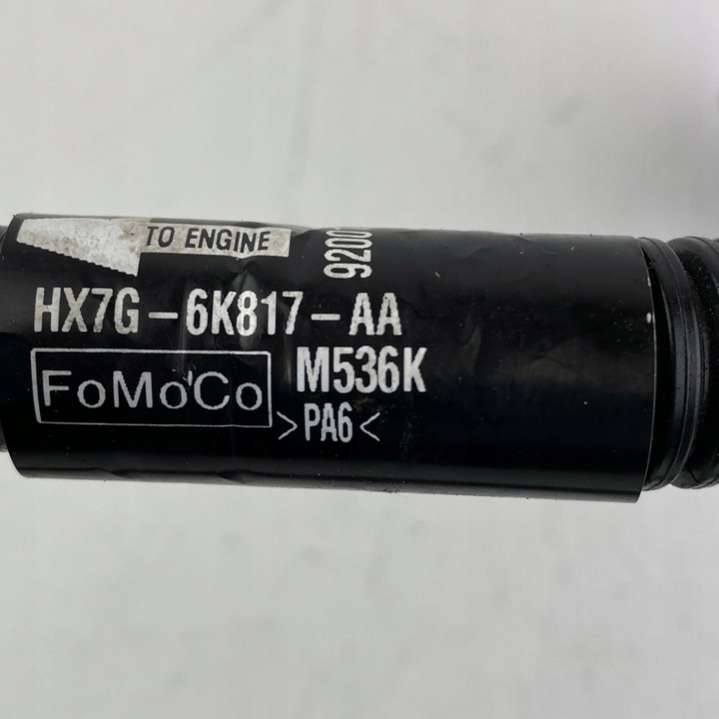 TO ENGINE
9200
HX7G-6K817-AA
FoMoCo
M536K
>PA6<